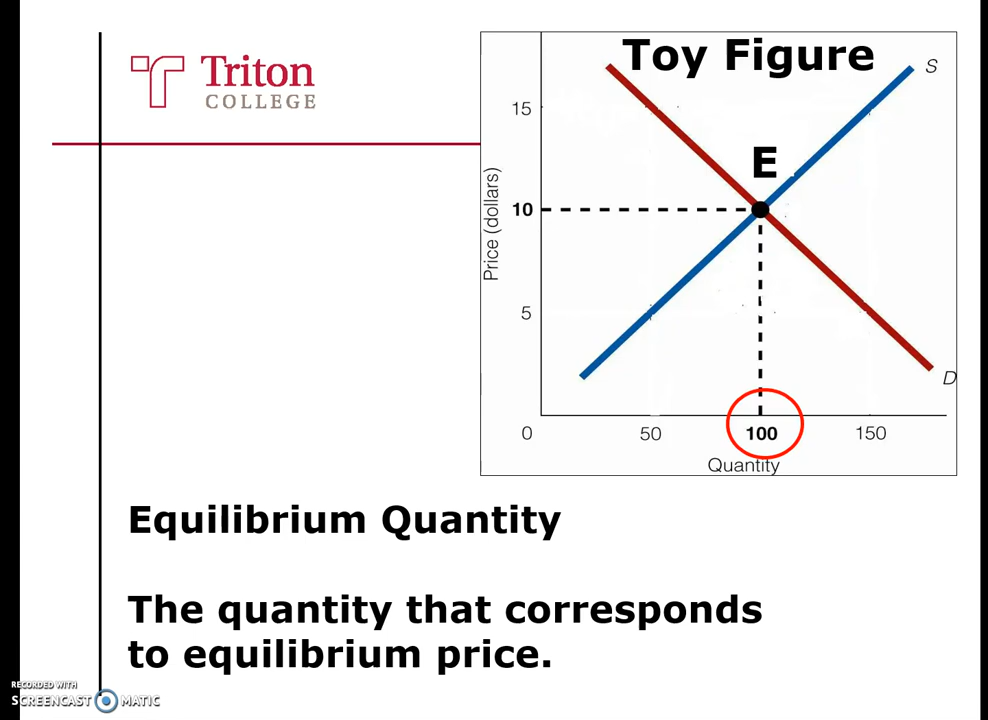 Triton
COLLEGE
Toy Figure
S
15
E
10
Price (dollars)
5
D
0
50
100
150
Quantity
Equilibrium Quantity
The quantity that corresponds
to equilibrium price.
RECORDED WITH
SCREENCAST MATIC